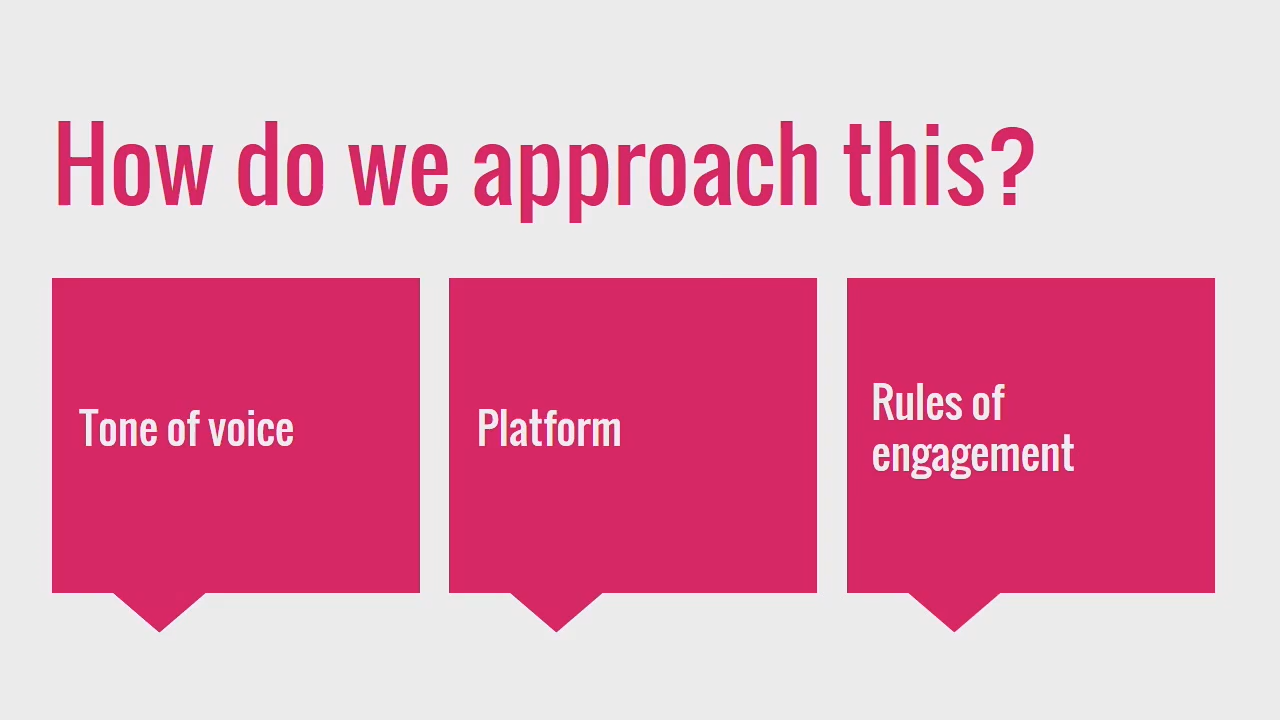 How do we approach this?
Tone of voice
Platform
Rules of
engagement